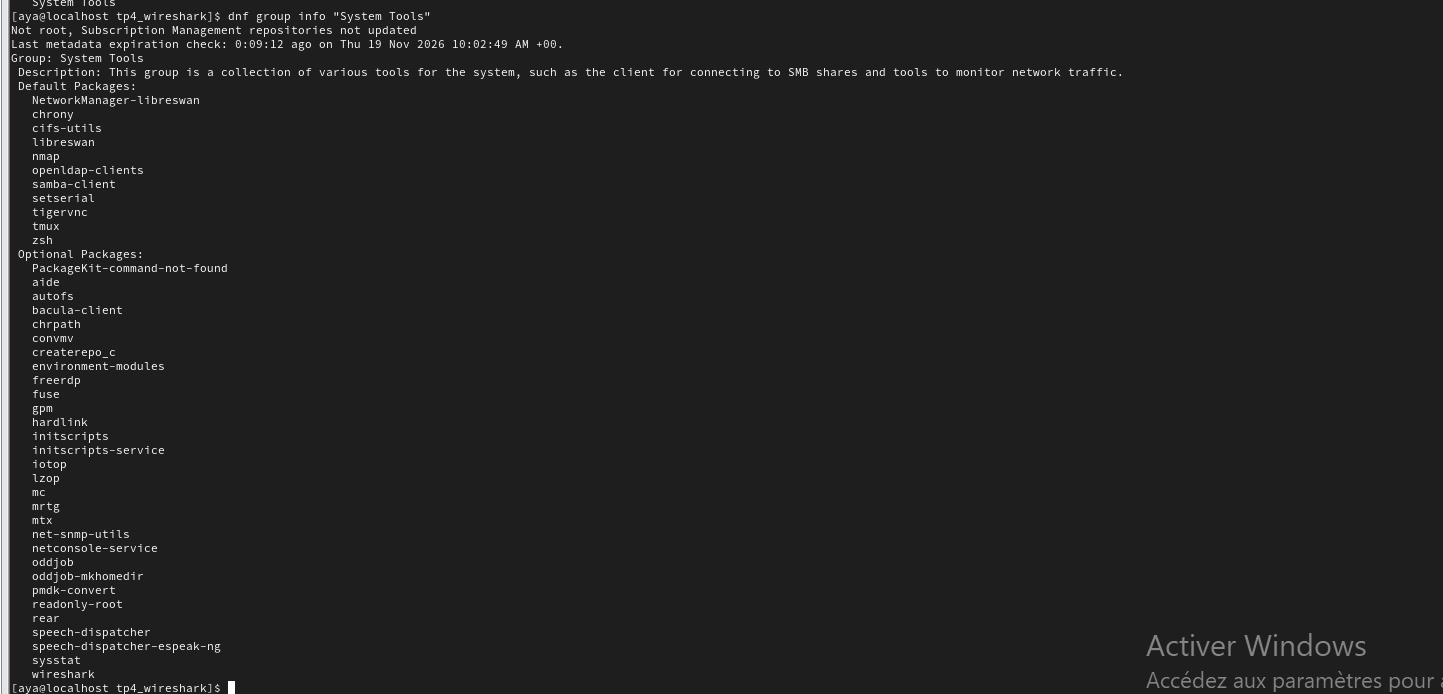 System Tools
[aya@localhost tp4_wireshark]$ dnf group info "System Tools"
Not root, Subscription Management repositories not updated
Last metadata expiration check: 0:09:12 ago on Thu 19 Nov 2026 10:02:49 AM +00.
Group: System Tools
Description: This group is a collection of various tools for the system, such as the client for connecting to SMB shares and tools to monitor network traffic.
Default Packages:
NetworkManager-libreswan
chrony
cifs-utils
libreswan
nmap
openldap-clients
samba-client
setserial
tigervnc
tmux
zsh
Optional Packages:
PackageKit-command-not-found
aide
autofs
bacula-client
chrpath
convmv
createrepo_c
environment-modules
freerdp
fuse
gpm
hardlink
initscripts
initscripts-service
iotop
lzop
mc
mrtg
mtx
net-snmp-utils
netconsole-service
oddjob
oddjob-mkhomedir
pmdk-convert
readonly-root
rear
speech-dispatcher
speech-dispatcher-espeak-ng
sysstat
wireshark
[aya@localhost tp4_wireshark]$
Activer Windows
Accédez aux paramètres pour a